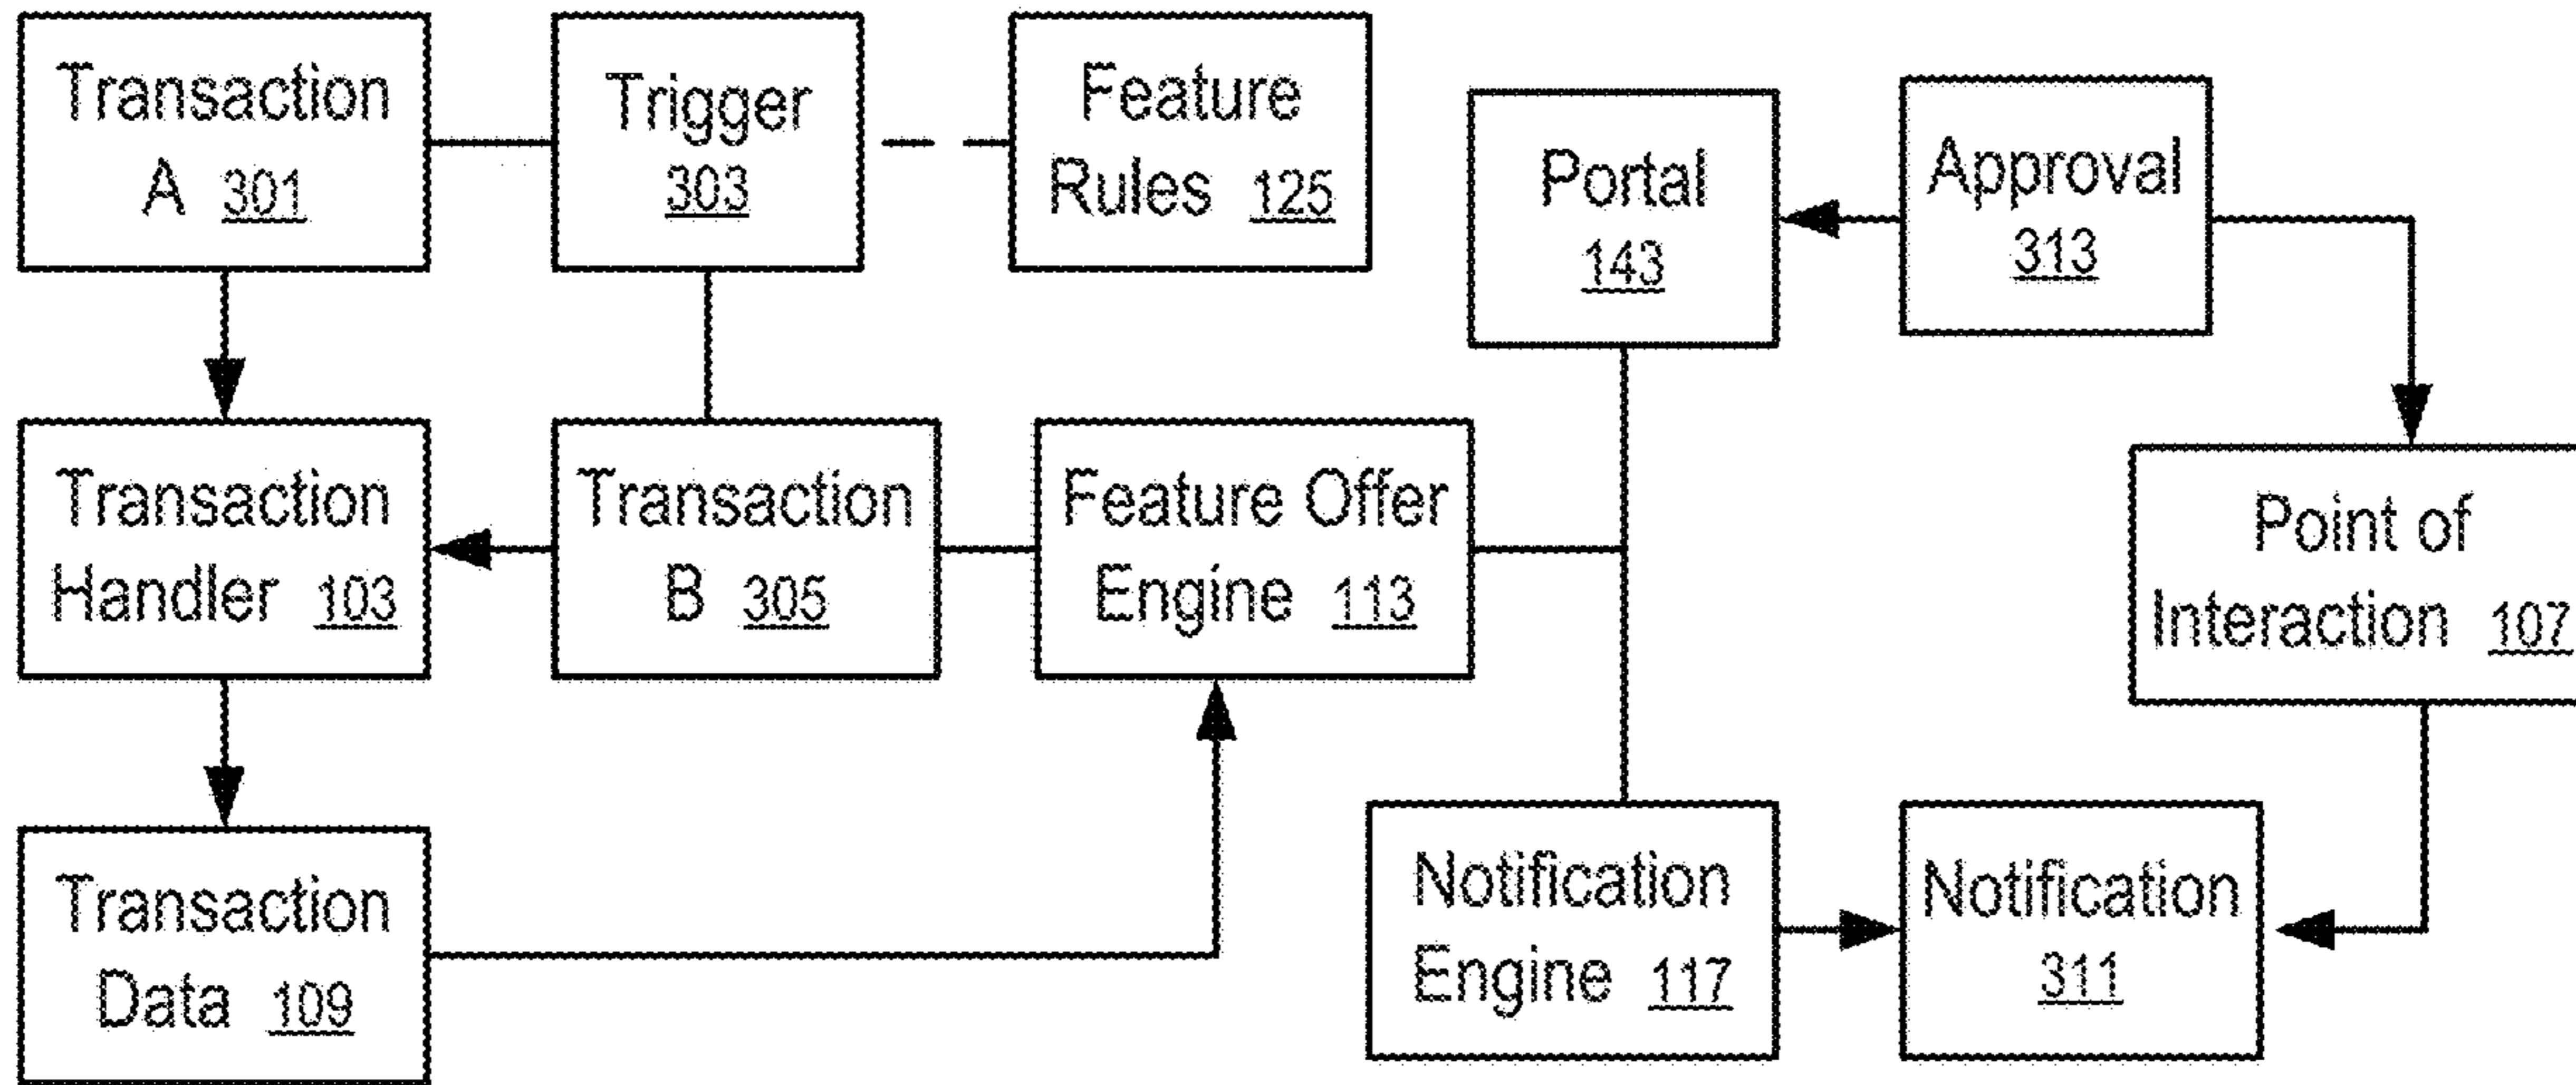 Transaction
A 301
Trigger
303
Feature
Rules 125
Portal
143
Approval
313
Transaction
Handler 103
Transaction
B 305
Feature Offer
Engine 113
Point of
Interaction 107
Transaction
Data 109
Notification
Engine 117
Notification
311